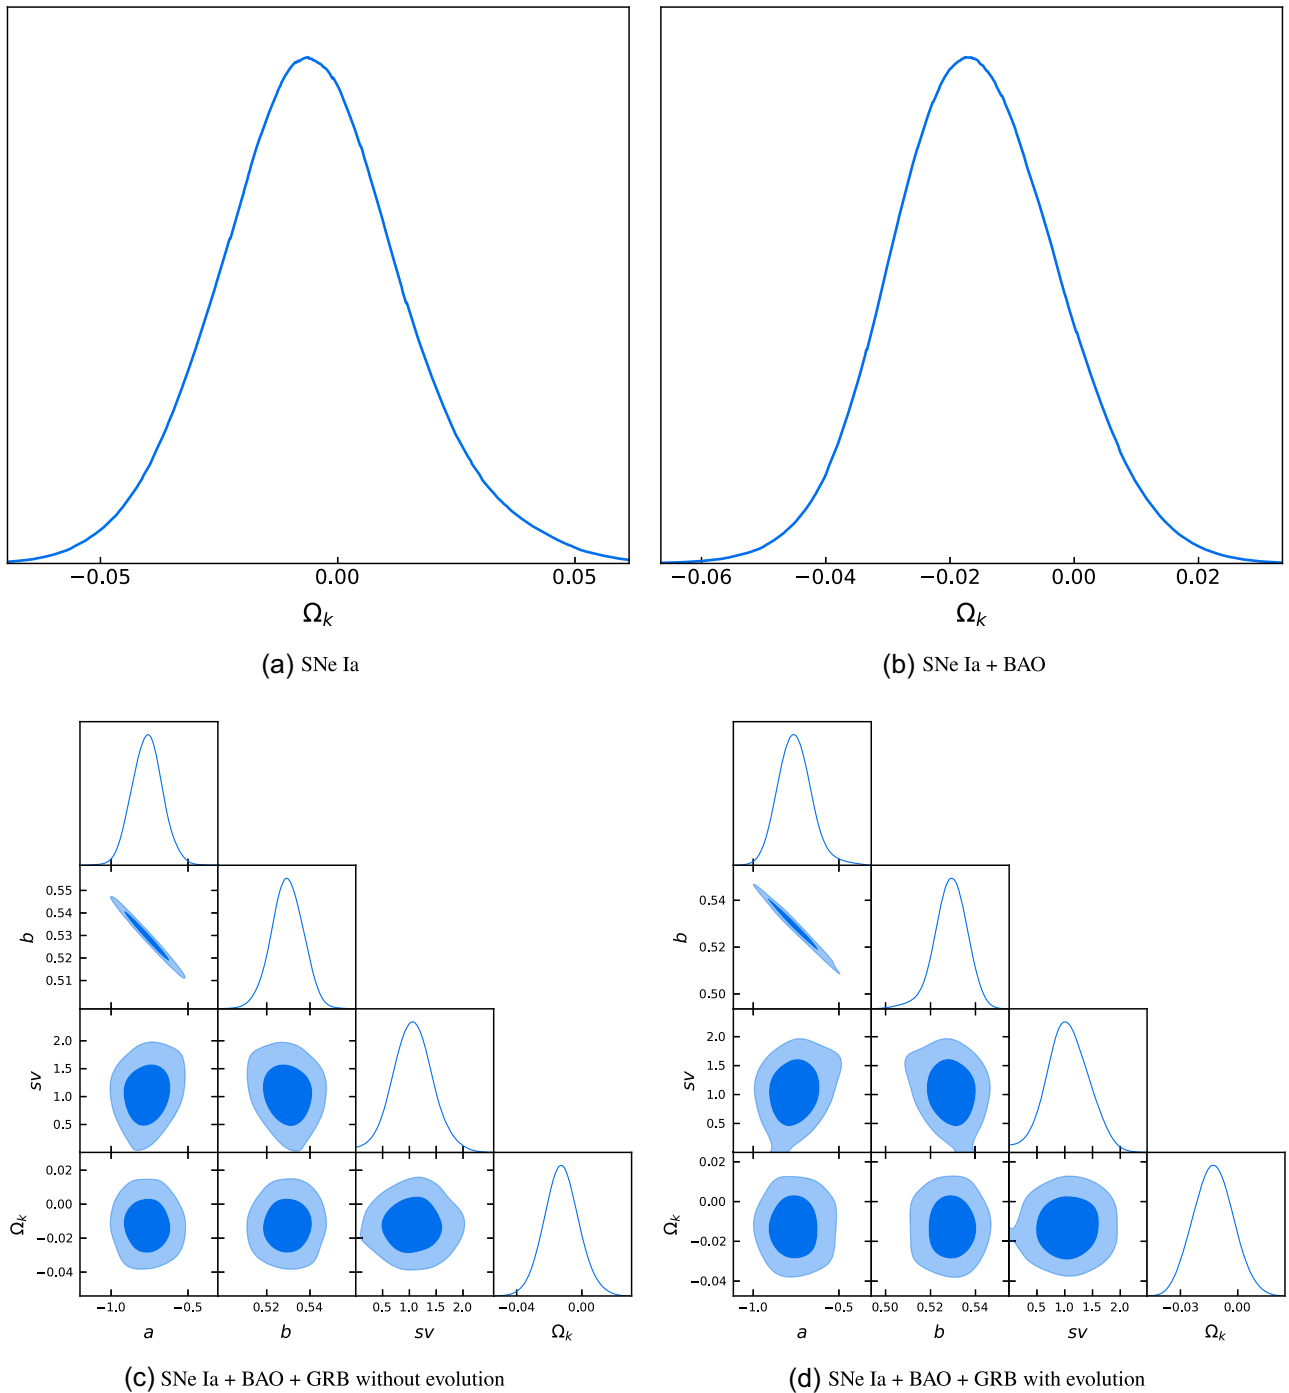 −0.05 0.00 0.05
Ωk
(a) SNe Ia
−0.06 −0.04 −0.02 0.00 0.02
Ωk
(b) SNe Ia + BAO
0.55
0.54
0.53
0.52
0.51
b
2.0
1.5
1.0
0.5
sv
0.02
0.00
−0.02
−0.04
Ωk
−1.0 −0.5 0.52 0.54 0.5 1.0 1.5 2.0 −0.04 0.00
a b sv Ωk
(c) SNe Ia + BAO + GRB without evolution
0.54
0.52
0.50
b
2.0
1.5
1.0
0.5
sv
0.02
0.00
−0.02
−0.04
Ωk
−1.0 −0.5 0.50 0.52 0.54 0.5 1.0 1.5 2.0 −0.03 0.00
a b sv Ωk
(d) SNe Ia + BAO + GRB with evolution